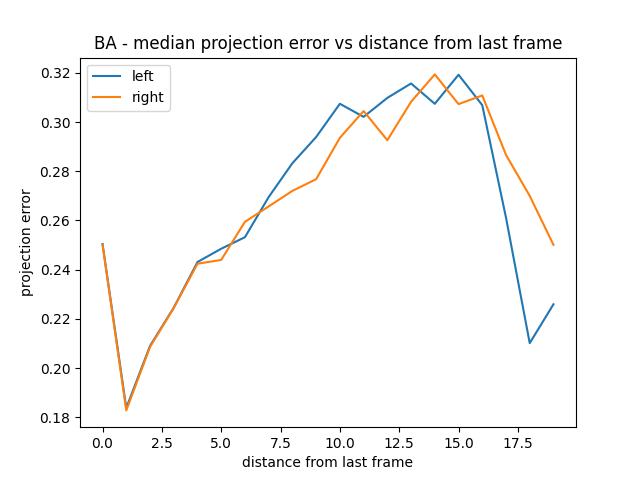 BA - median projection error vs distance from last frame
left
right
projection error
0.32
0.30
0.28
0.26
0.24
0.22
0.20
0.18
0.0 2.5 5.0 7.5 10.0 12.5 15.0 17.5
distance from last frame